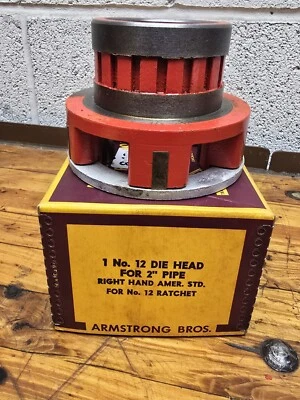 1 No. 12 DIE HEAD
FOR 2" PIPE
RIGHT HAND AMER. STD.
FOR No. 12 RATCHET
ARMSTRONG BROS.